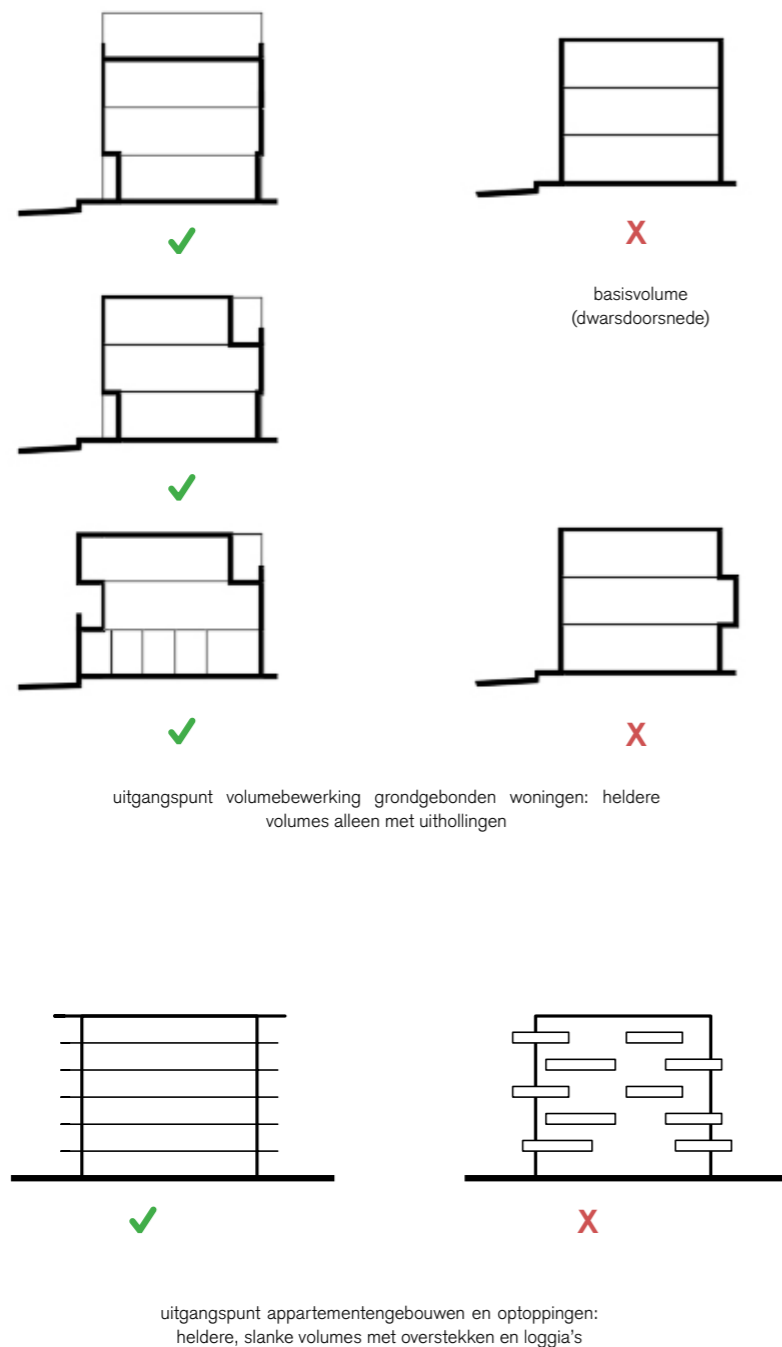 X
basisvolume
(dwarsdoorsnede)
X
uitgangspunt volumebewerking grondgebonden woningen: heldere
volumes alleen met uithollingen
X
uitgangspunt appartementengebouwen en optoppingen:
heldere, slanke volumes met overstekken en loggia's